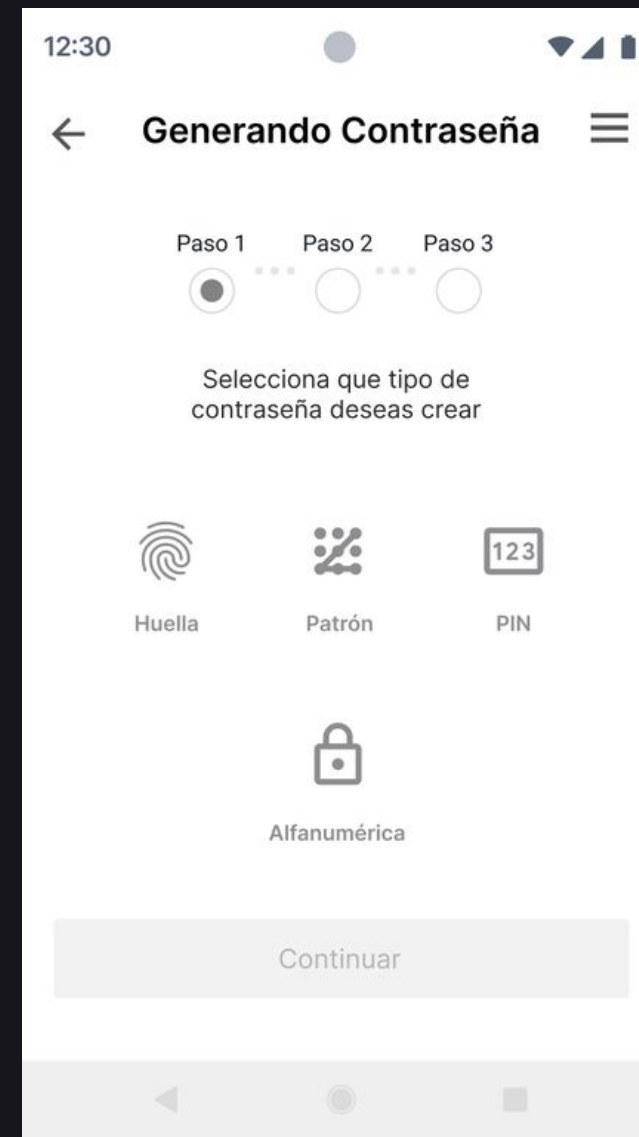 12:30
Generando Contraseña
Paso 1 Paso 2 Paso 3
Selecciona que tipo de
contraseña deseas crear
123
Huella Patrón PIN
Alfanumérica
Continuar